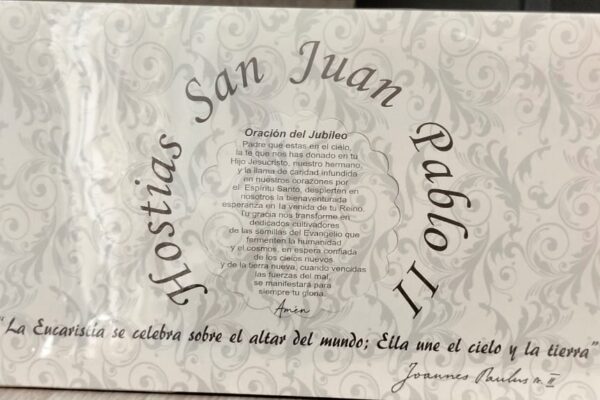 Hostias San Juan Pablo II
Oración del Jubileo
Padre que estas en el cielo,
la fe que nos has donado en tu
Hijo Jesucristo, nuestro hermano,
y la llama de caridad infundida
en nuestros corazones por
el Espíritu Santo, despierten en
nosotros la bienaventurada
esperanza en la venida de tu Reino.
Tu gracia nos transforme en
dedicados cultivadores
de las semillas del Evangelio que
fermenten la humanidad
y el cosmos, en espera confiada
de los cielos nuevos
y de la tierra nueva, cuando vencidas
las fuerzas del mal,
se manifestará para
siempre tu gloria.
Amén
"La Eucaristia se celebra sobre el altar del mundo; Ella une el cielo y la tierra"
Joannes Paulus II